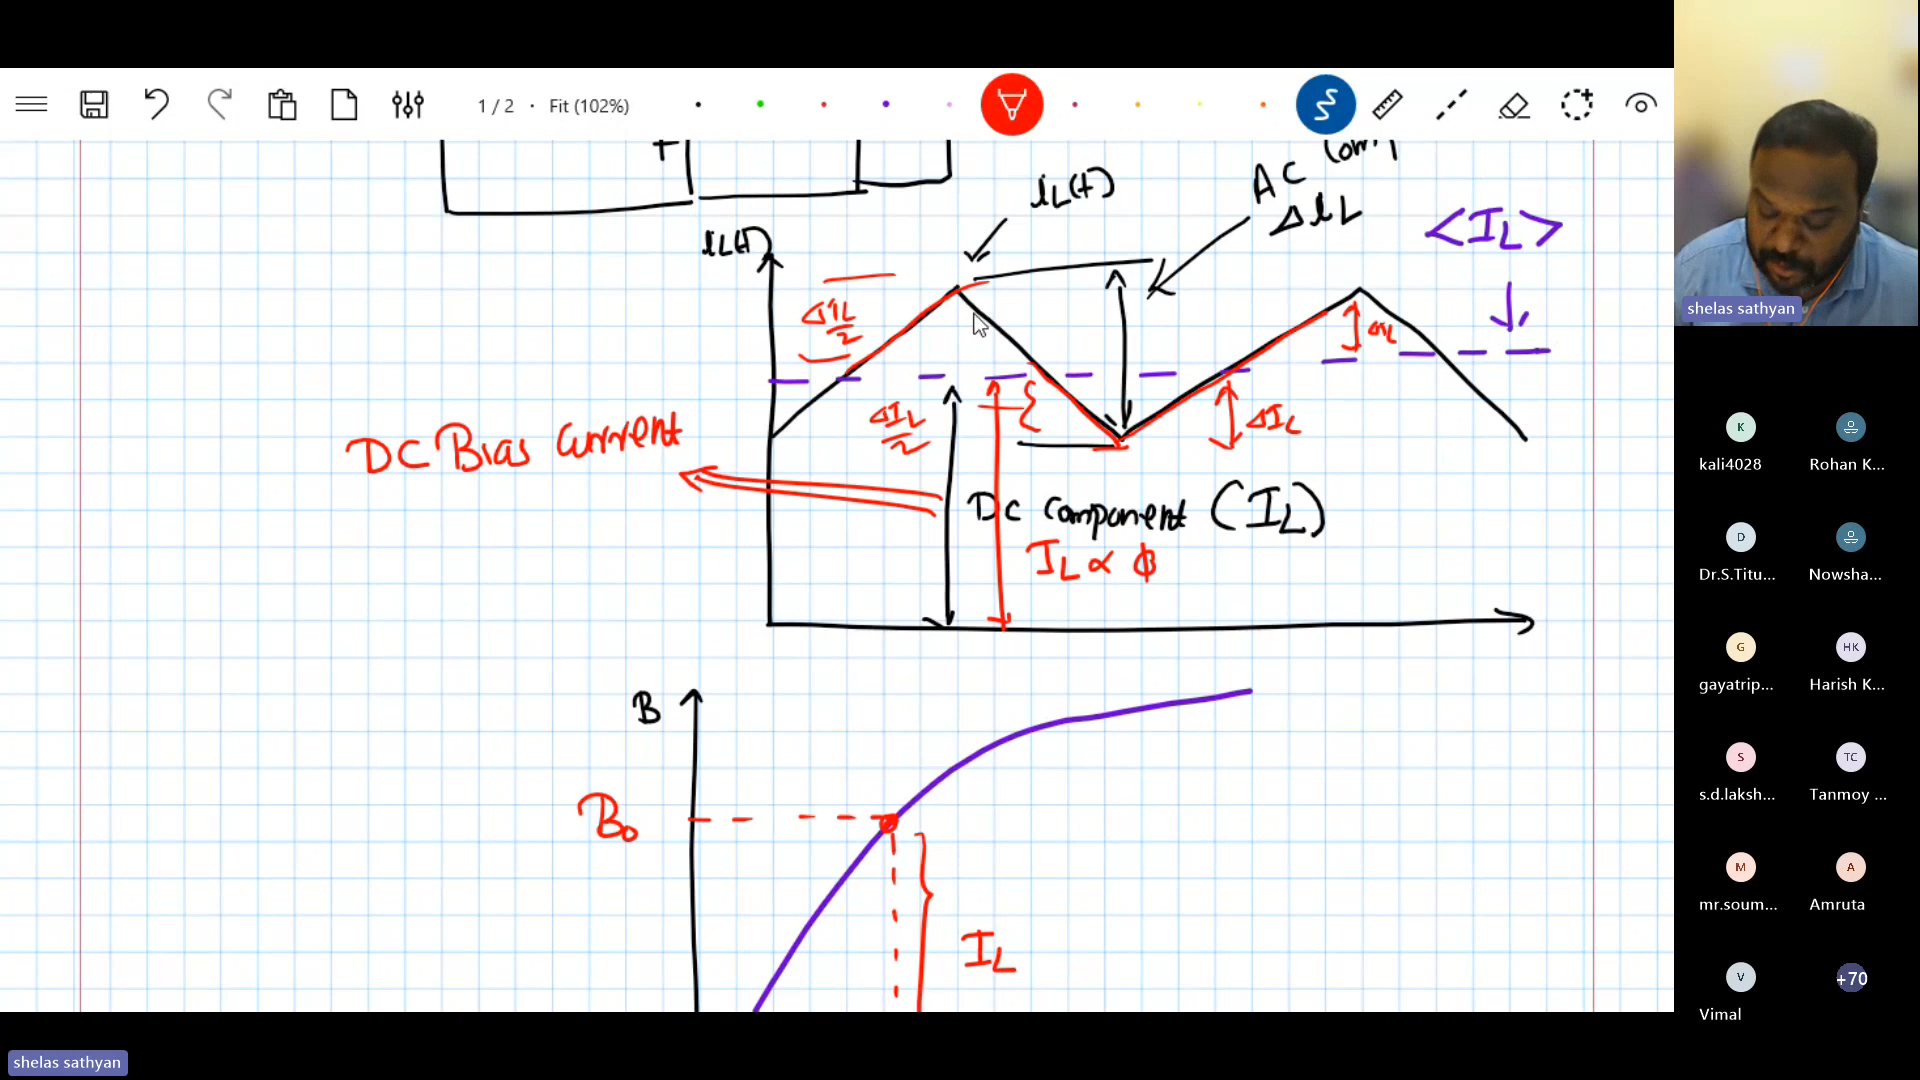 1 / 2 · Fit (102%)
+
iL(t)
AC Comp
ΔiL
<IL>
iL(t)
ΔIL/2
ΔIL
ΔIL/2
ΔIL
DC Bias Current
DC Component (IL)
IL ∝ ϕ
B
B₀
IL
shelas sathyan
K
kali4028
Rohan K...
D
Dr.S.Titu...
Nowsha...
G
HK
gayatrip...
Harish K...
S
TC
s.d.laksh...
Tanmoy ...
M
A
mr.soum...
Amruta
V
+70
Vimal
shelas sathyan